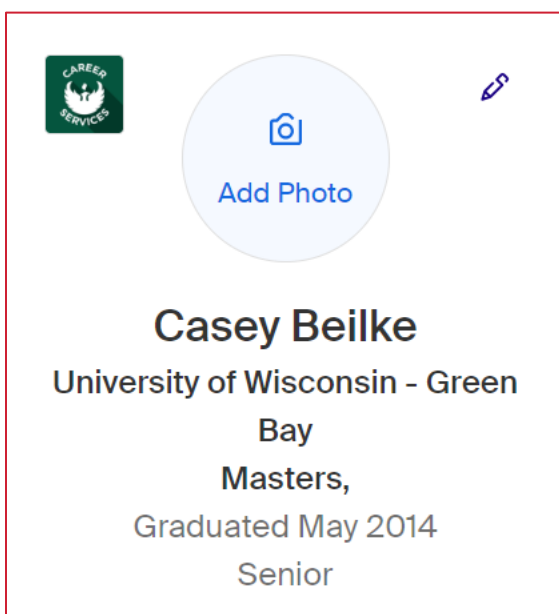 CAREER
SERVICES
Add Photo
Casey Beilke
University of Wisconsin - Green
Bay
Masters,
Graduated May 2014
Senior